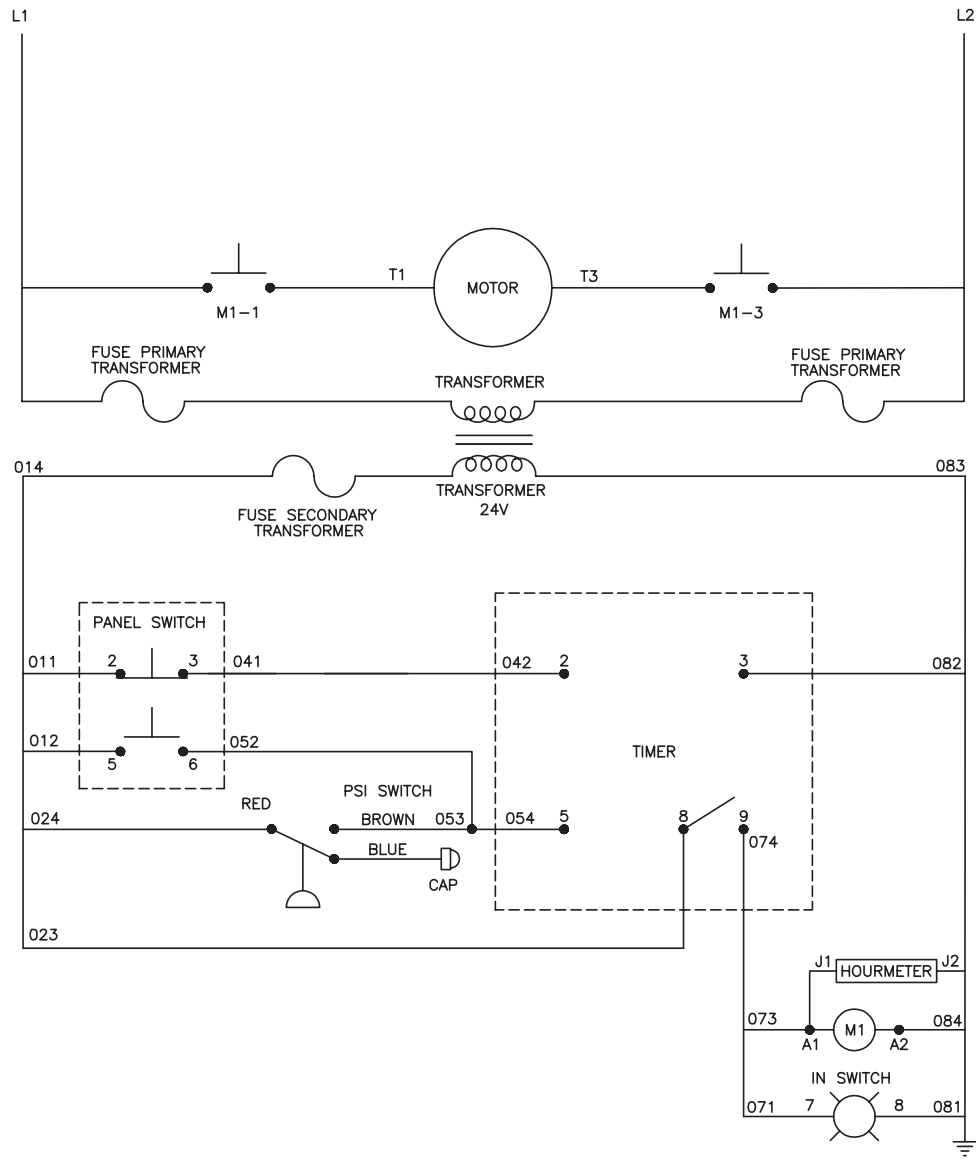 L1
L2
T1
MOTOR
T3
M1-1
M1-3
FUSE PRIMARY
TRANSFORMER
TRANSFORMER
FUSE PRIMARY
TRANSFORMER
014
083
TRANSFORMER
24V
FUSE SECONDARY
TRANSFORMER
PANEL SWITCH
011
2
3
041
042
2
3
082
012
5
6
052
TIMER
RED
PSI SWITCH
024
BROWN
053
054
5
8
9
074
BLUE
CAP
023
J1
HOURMETER
J2
073
A1
M1
A2
084
IN SWITCH
071
7
8
081